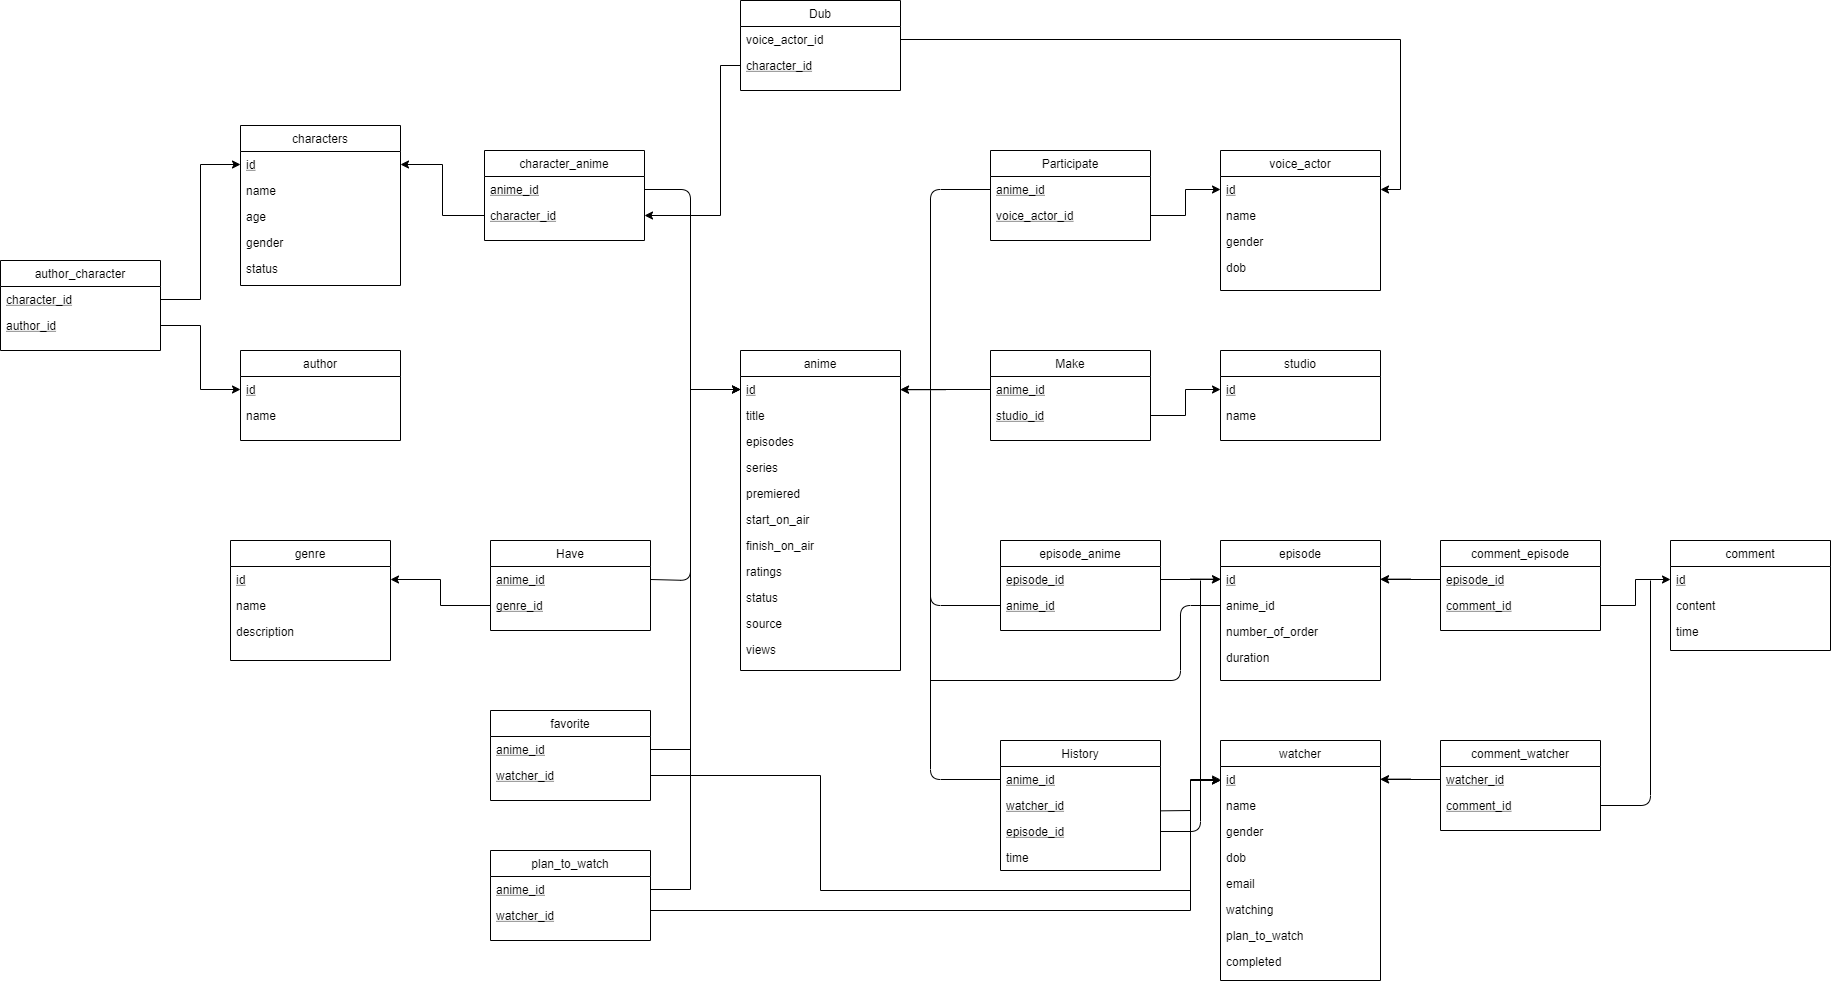 Dub
voice_actor_id
character_id
characters
id
name
age
gender
status
character_anime
anime_id
character_id
Participate
anime_id
voice_actor_id
voice_actor
id
name
gender
dob
author_character
character_id
author_id
author
id
name
anime
id
title
episodes
series
premiered
start_on_air
finish_on_air
ratings
status
source
views
Make
anime_id
studio_id
studio
id
name
genre
id
name
description
Have
anime_id
genre_id
episode_anime
episode_id
anime_id
episode
id
anime_id
number_of_order
duration
comment_episode
episode_id
comment_id
comment
id
content
time
favorite
anime_id
watcher_id
History
anime_id
watcher_id
episode_id
time
watcher
id
name
gender
dob
email
watching
plan_to_watch
completed
comment_watcher
watcher_id
comment_id
plan_to_watch
anime_id
watcher_id